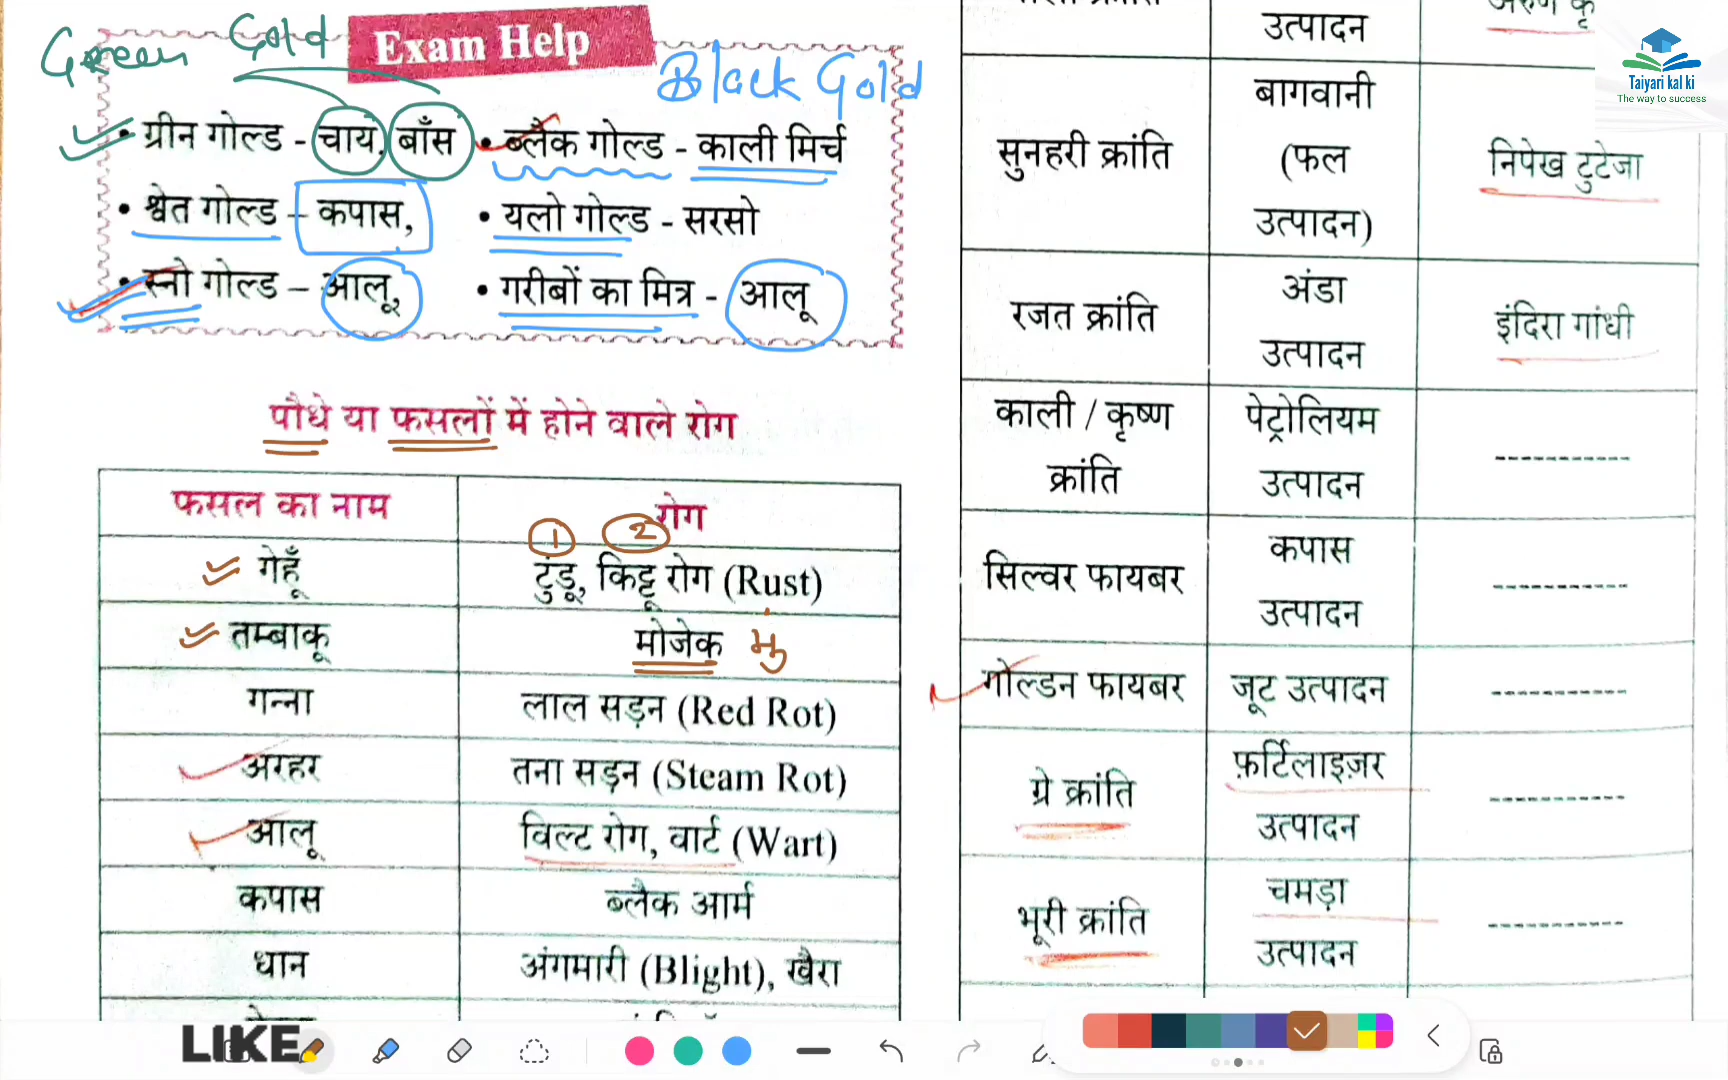 Green Gold
Exam Help
Black Gold
• ग्रीन गोल्ड - चाय, बाँस • ब्लैक गोल्ड - काली मिर्च
• श्वेत गोल्ड - कपास, • यलो गोल्ड - सरसो
• स्नो गोल्ड – आलू, • गरीबों का मित्र - आलू
पौधे या फसलों में होने वाले रोग
फसल का नाम रोग
1 2
गेहूँ टुंडू, किट्टू रोग (Rust)
तम्बाकू मोजेक
गन्ना लाल सड़न (Red Rot)
अरहर तना सड़न (Steam Rot)
आलू विल्ट रोग, वार्ट (Wart)
कपास ब्लैक आर्म
धान अंगमारी (Blight), खैरा
उत्पादन
सुनहरी क्रांति बागवानी
(फल
उत्पादन)
निपेख टुटेजा
रजत क्रांति अंडा
उत्पादन
इंदिरा गांधी
काली / कृष्ण
क्रांति
पेट्रोलियम
उत्पादन
----------
सिल्वर फायबर
कपास
उत्पादन
----------
गोल्डन फायबर जूट उत्पादन ----------
ग्रे क्रांति
फ़र्टिलाइज़र
उत्पादन
----------
भूरी क्रांति
चमड़ा
उत्पादन
----------
Taiyari kal ki
The way to success
LIKE